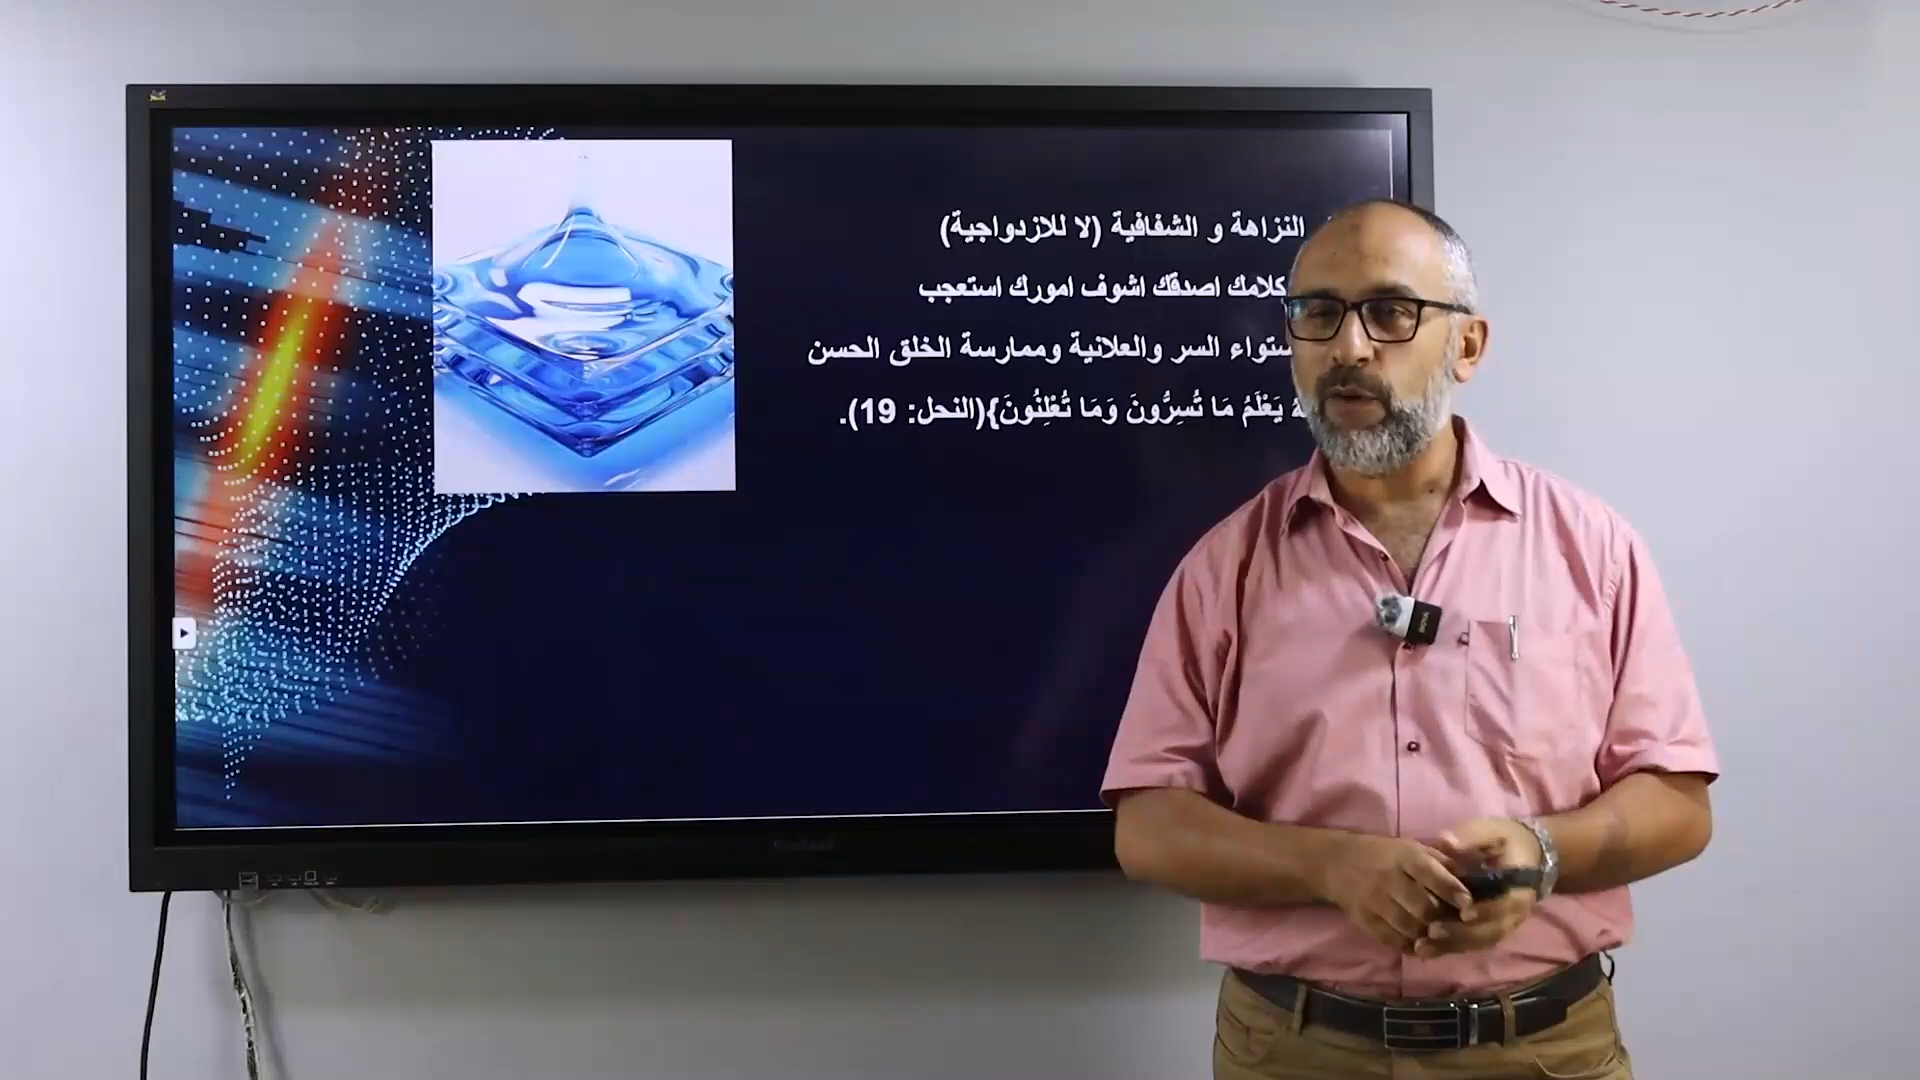 النزاهة و الشفافية (لا للازدواجية)
كلامك اصدقك اشوف امورك استعجب
ستواء السر والعلانية وممارسة الخلق الحسن
يَعْلَمُ مَا تُسِرُّونَ وَمَا تُعْلِنُونَ}(النحل: 19).